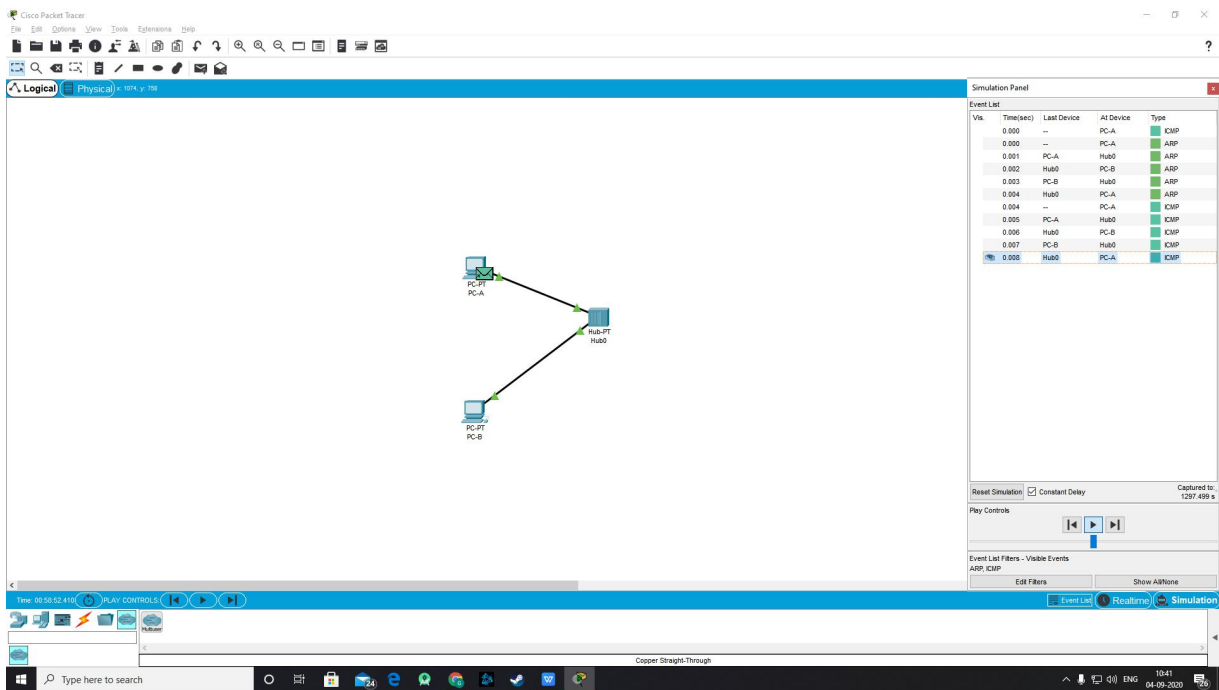 Cisco Packet Tracer
File Edit Options View Tools Extensions Help
?
Logical Physical x: 1074, y: 756
Simulation Panel
Event List
Vis. Time(sec) Last Device At Device Type
0.000 -- PC-A ICMP
0.000 -- PC-A ARP
0.001 PC-A Hub0 ARP
0.002 Hub0 PC-B ARP
0.003 PC-B Hub0 ARP
0.004 Hub0 PC-A ARP
0.004 -- PC-A ICMP
0.005 PC-A Hub0 ICMP
0.006 Hub0 PC-B ICMP
0.007 PC-B Hub0 ICMP
0.008 Hub0 PC-A ICMP
PC-PT
PC-A
Hub-PT
Hub0
PC-PT
PC-B
Reset Simulation Constant Delay
Captured to:
1297.499 s
Play Controls
Event List Filters - Visible Events
ARP, ICMP
Edit Filters Show All/None
Time: 00:58:52.410 PLAY CONTROLS: Event List Realtime Simulation
Multiuser
Copper Straight-Through
Type here to search
24
ENG
10:41
04-09-2020
26